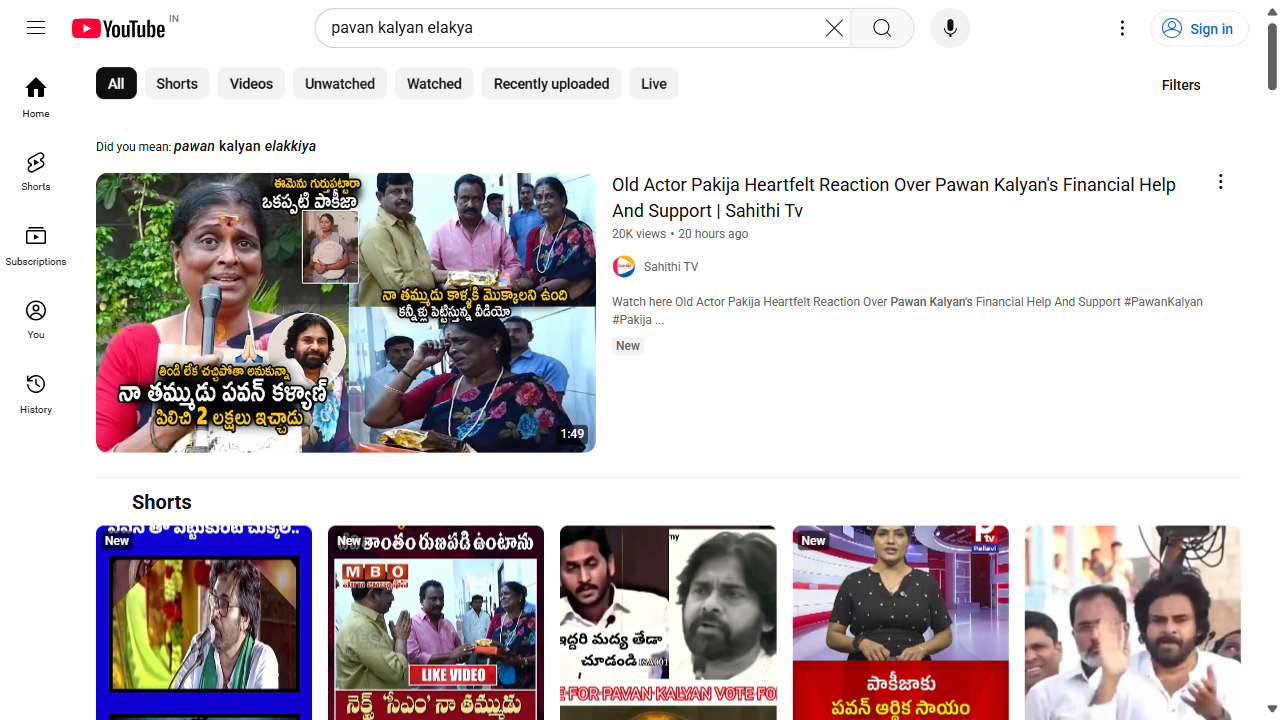 YouTube IN
pavan kalyan elakya
Sign in
Home
Shorts
Subscriptions
You
History
All
Shorts
Videos
Unwatched
Watched
Recently uploaded
Live
Filters
Did you mean: pawan kalyan elakkiya
ఈమెను గుర్తుపట్టారా
ఒకప్పటి పాకీజా
నా తమ్ముడు కాళ్ళకి మొక్కాలని ఉంది
కన్నీళ్లు పెట్టిస్తున్న వీడియో
తిండి లేక చచ్చిపోతా అనుకున్నా
నా తమ్ముడు పవన్ కళ్యాణ్
పిలిచి 2 లక్షలు ఇచ్చాడు
1:49
Old Actor Pakija Heartfelt Reaction Over Pawan Kalyan's Financial Help
And Support | Sahithi Tv
20K views • 20 hours ago
Sahithi TV
Watch here Old Actor Pakija Heartfelt Reaction Over Pawan Kalyan's Financial Help And Support #PawanKalyan
#Pakija ...
New
Shorts
New
New
రుణపడి ఉంటాను
MBO
LIKE VIDEO
నెక్ట్స్ 'సీఎం' నా తమ్ముడు
ఇద్దరి మధ్య తేడా
చూడండి
E FOR PAVAN KALYAN VOTE FO
New
tv
Pallavi
పాకీజాకు
పవన్ ఆర్థిక సాయం